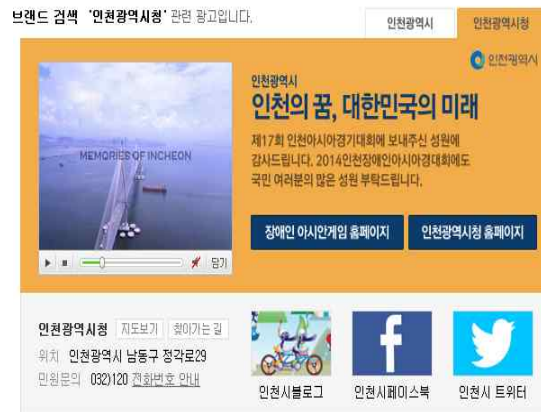 브랜드 검색 '인천광역시청' 관련 광고입니다.
인천광역시 인천광역시청
인천광역시
인천광역시
인천의 꿈, 대한민국의 미래
제17회 인천아시아경기대회에 보내주신 성원에
감사드립니다. 2014인천장애인아시아경대회에도
국민 여러분의 많은 성원 부탁드립니다.
MEMORIES OF INCHEON
장애인 아시안게임 홈페이지 인천광역시청 홈페이지
담기
인천광역시청 지도보기 찾아가는 길
위치 인천광역시 남동구 정각로29
민원문의 032)120 전화번호 안내
인천시블로그 인천시페이스북 인천시 트위터